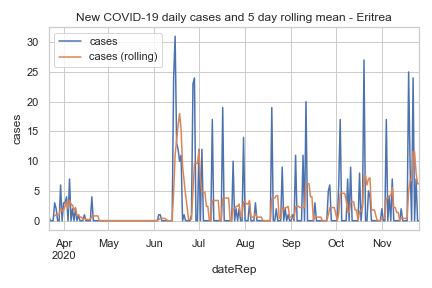 New COVID-19 daily cases and 5 day rolling mean - Eritrea
cases
cases (rolling)
30
25
20
15
10
5
0
cases
Apr May Jun Jul Aug Sep Oct Nov
2020
dateRep